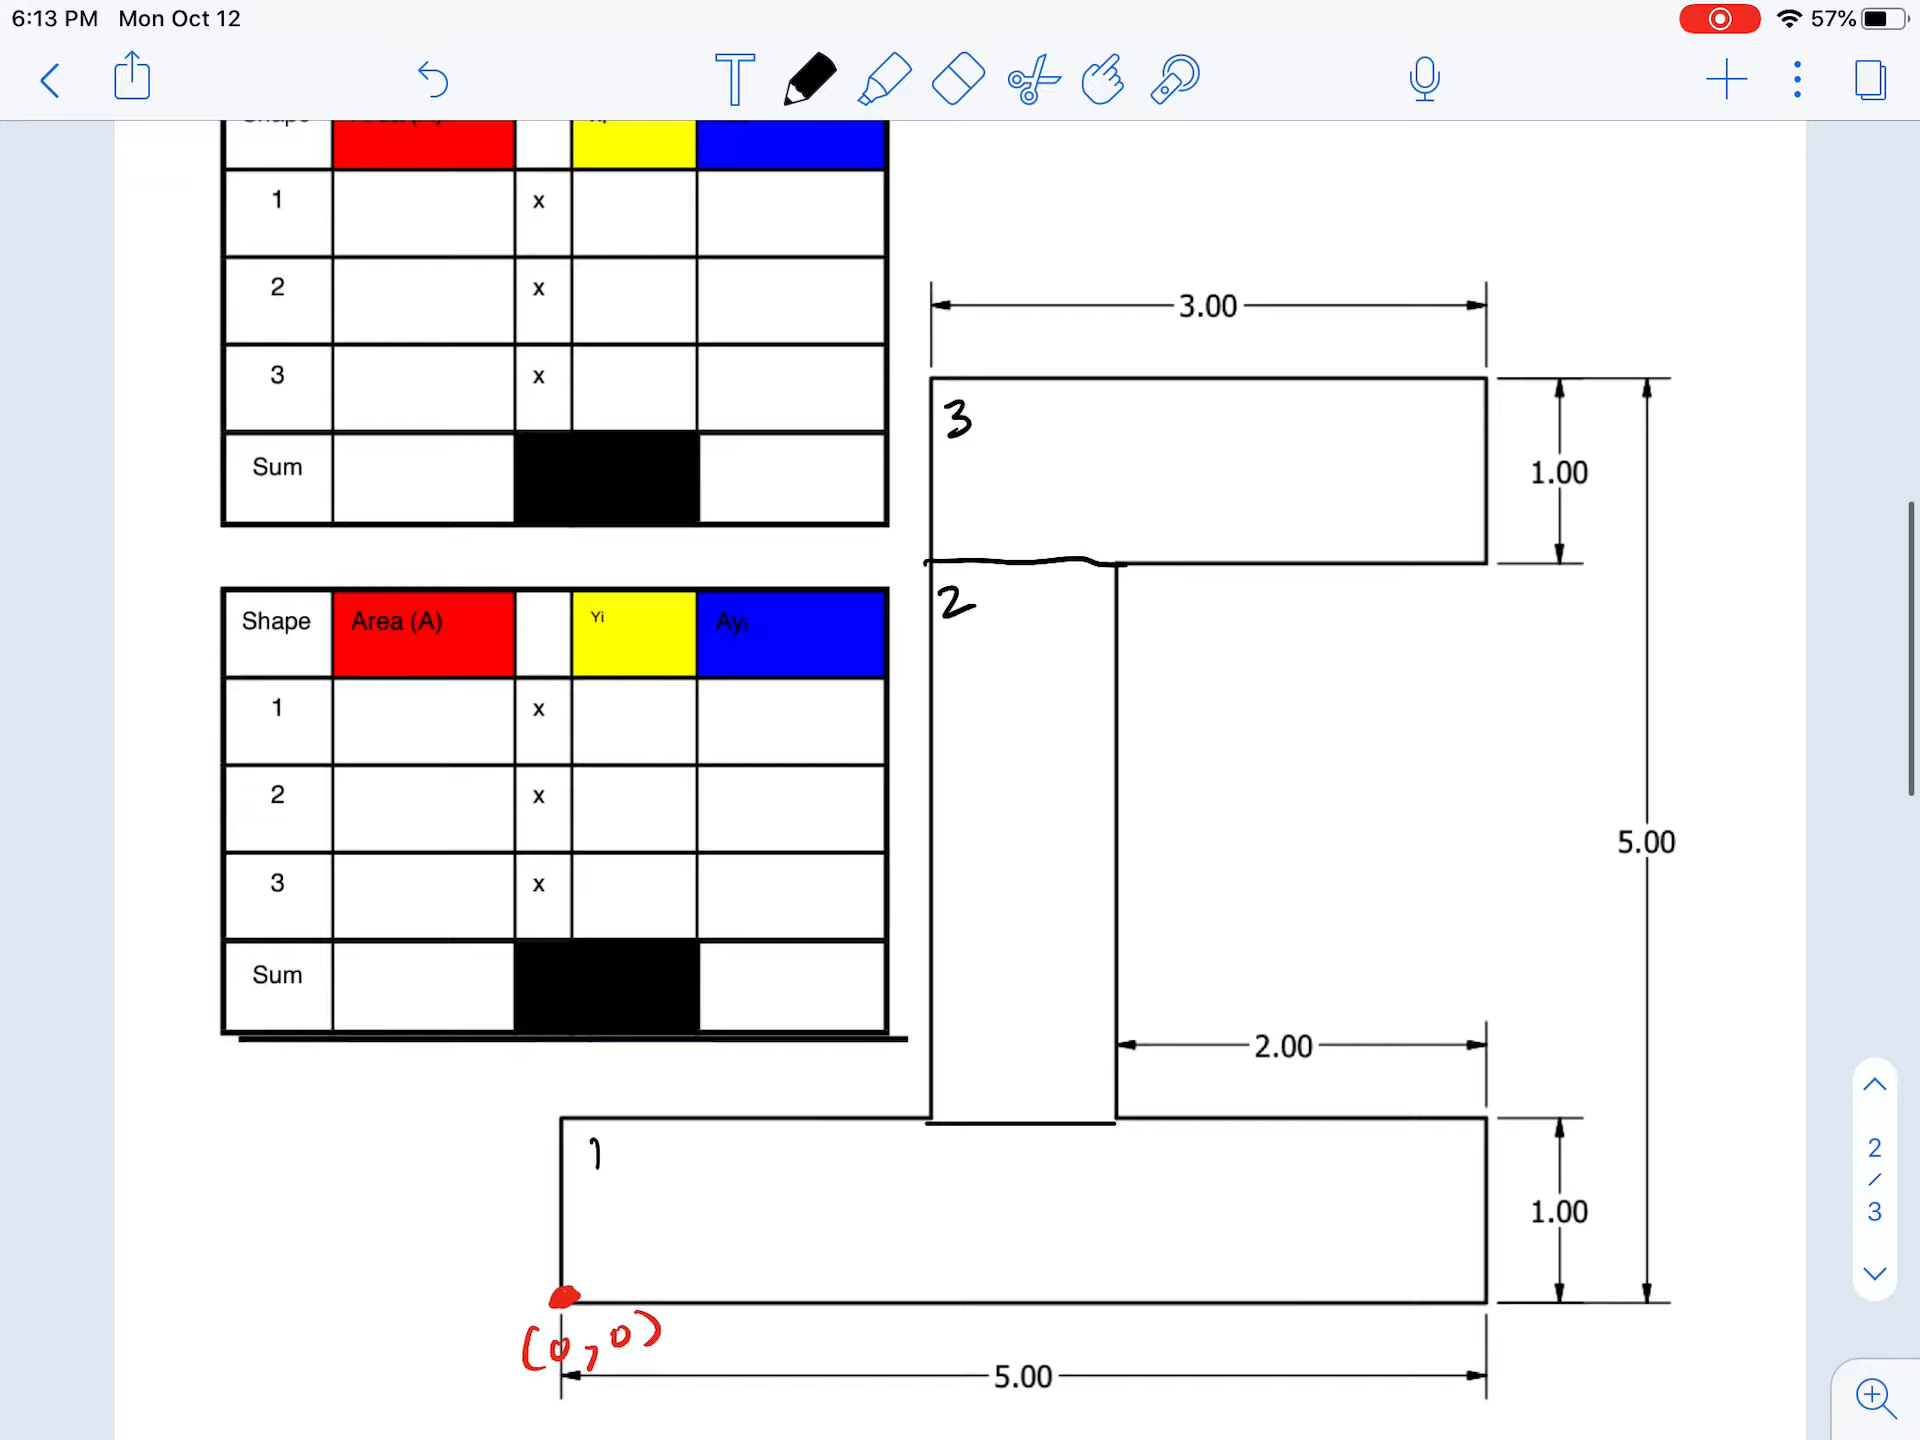 6:13 PM Mon Oct 12
57%
1 x
2 x
3 x
Sum
Shape Area (A) Yi Ayi
1 x
2 x
3 x
Sum
3.00
3
1.00
2
5.00
2.00
1
1.00
(0,0)
5.00
2
/
3